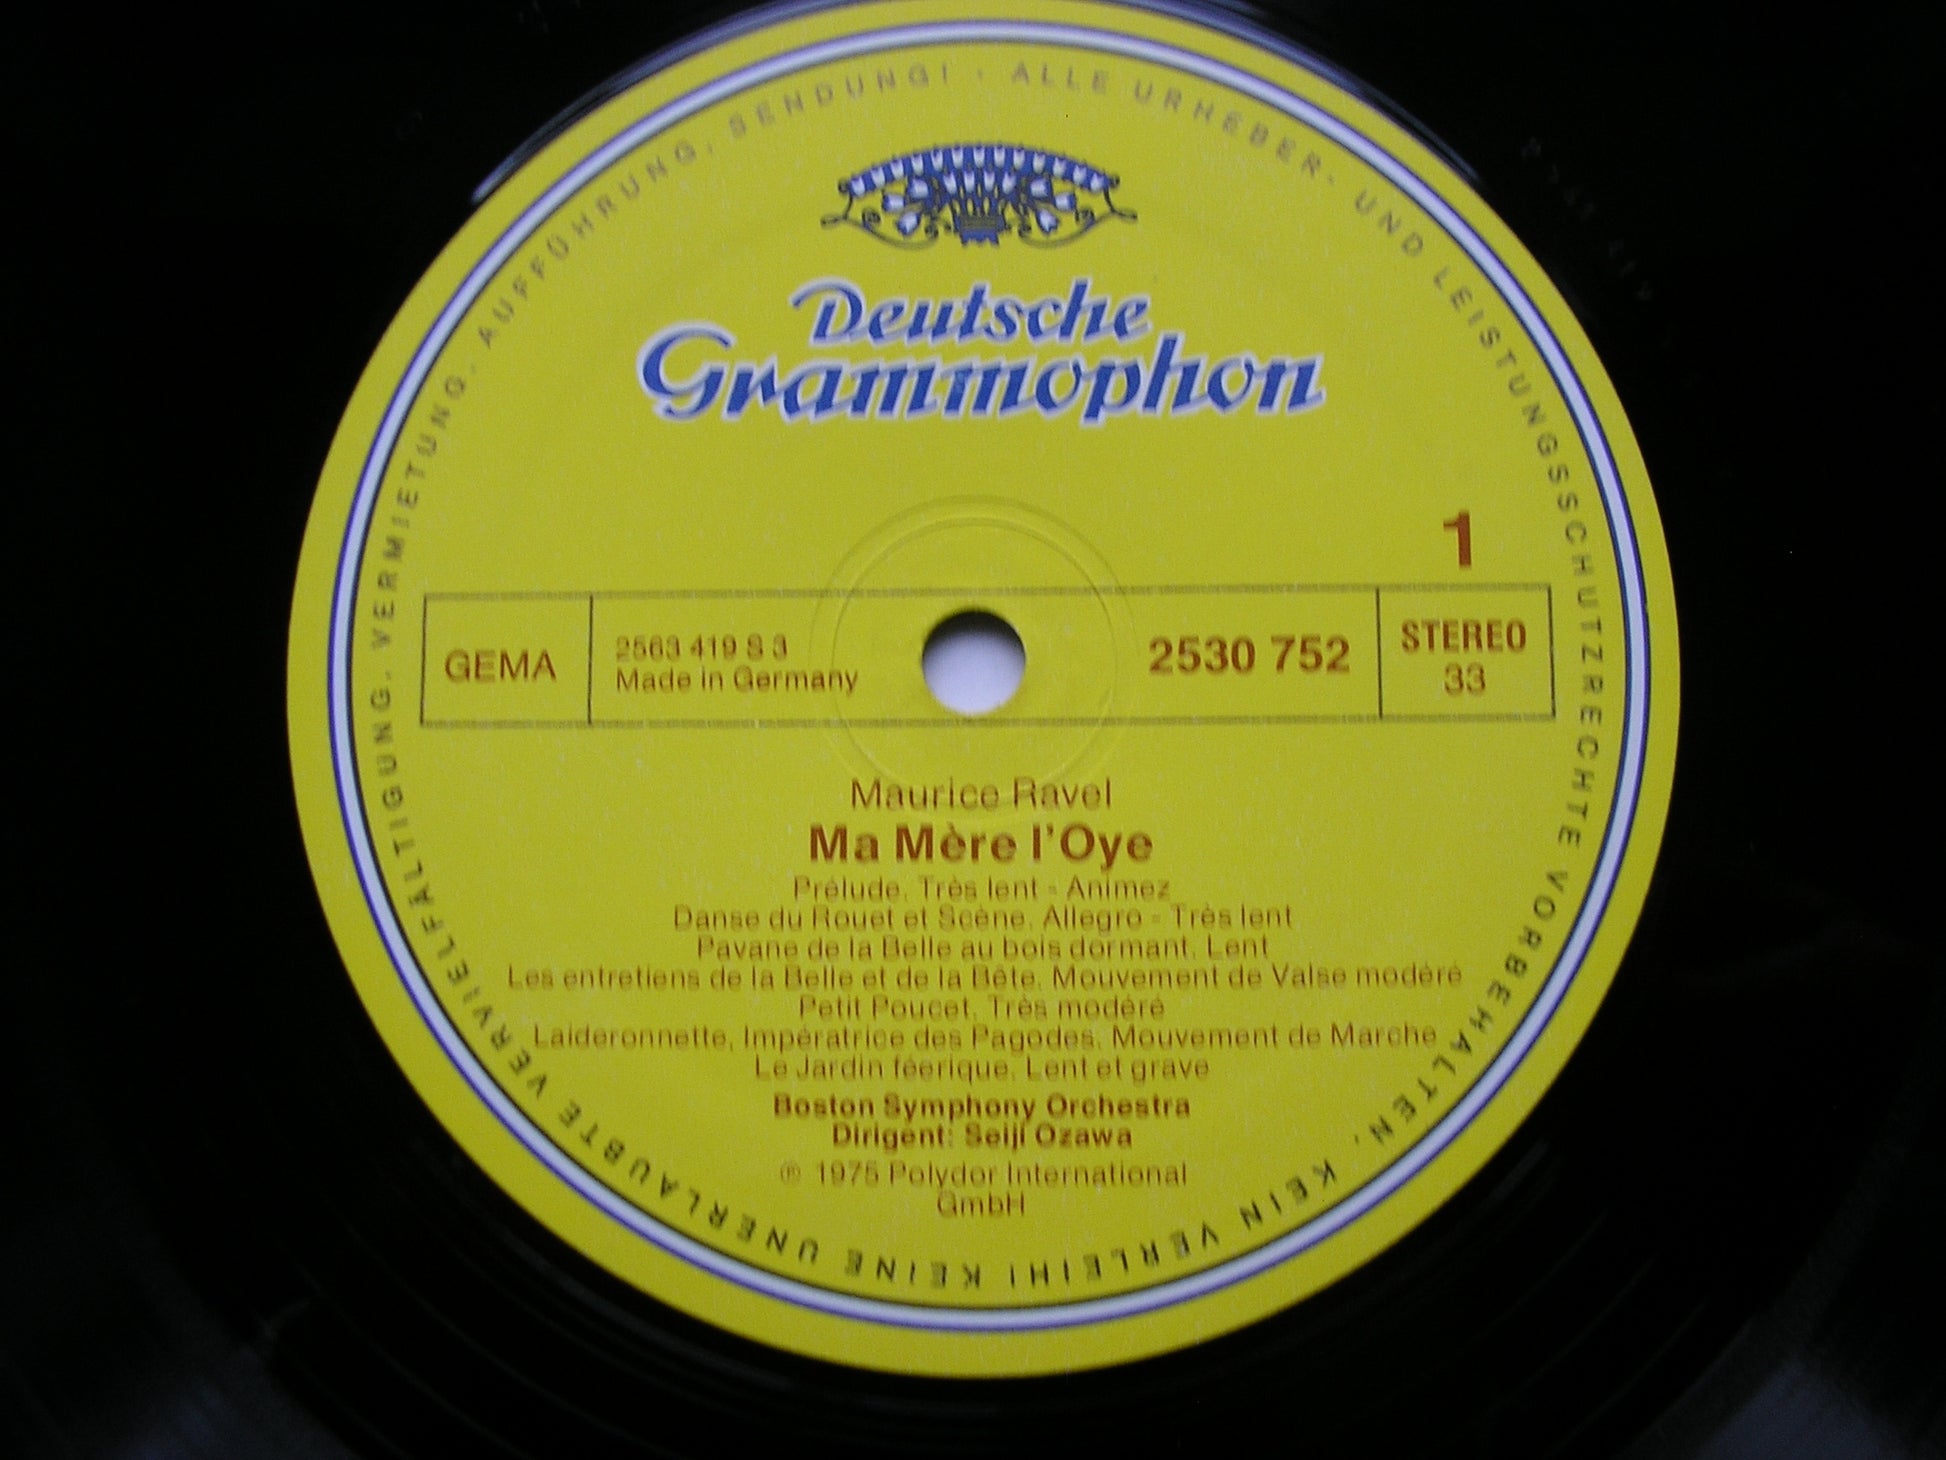 ALLE URHEBER- UND LEISTUNGSSCHUTZRECHTE VORBEHALTEN. KEIN VERLEIH! KEINE UNERLAUBTE VERVIELFÄLTIGUNG, VERMIETUNG, AUFFÜHRUNG, SENDUNG! ·
Deutsche
Grammophon
1
GEMA
2563 419 S 3
Made in Germany
2530 752
STEREO
33
Maurice Ravel
Ma Mère l'Oye
Prélude. Très lent - Animez
Danse du Rouet et Scène. Allegro - Très lent
Pavane de la Belle au bois dormant. Lent
Les entretiens de la Belle et de la Bête. Mouvement de Valse modéré
Petit Poucet. Très modéré
Laideronnette, Impératrice des Pagodes. Mouvement de Marche
Le Jardin féerique. Lent et grave
Boston Symphony Orchestra
Dirigent: Seiji Ozawa
℗ 1975 Polydor International
GmbH